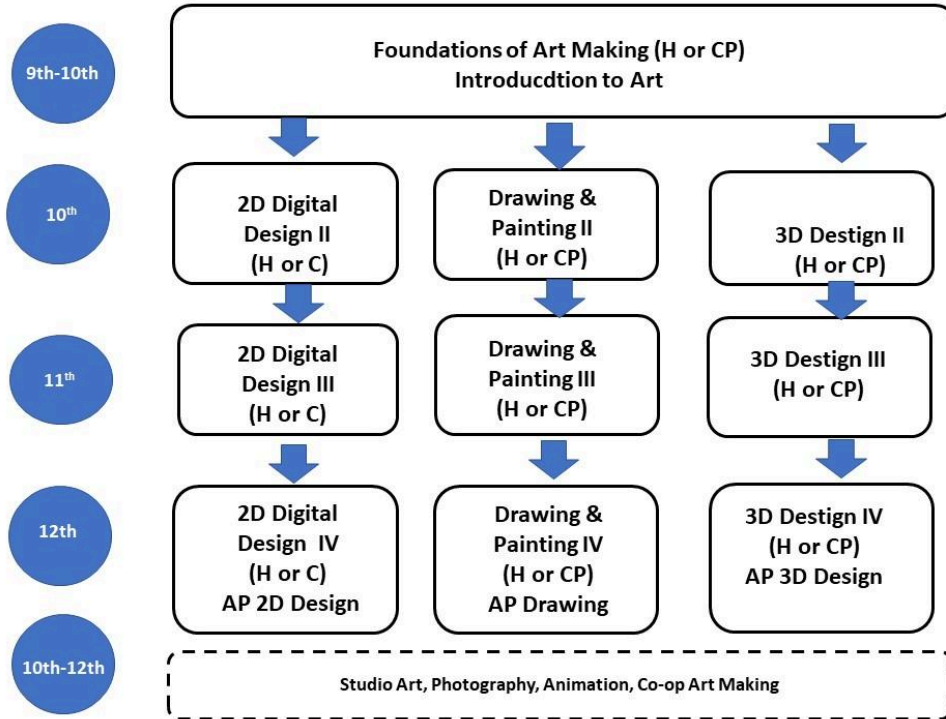 9th-10th
Foundations of Art Making (H or CP)
Introducdtion to Art
10th
2D Digital
Design II
(H or C)
Drawing &
Painting II
(H or CP)
3D Destign II
(H or CP)
11th
2D Digital
Design III
(H or C)
Drawing &
Painting III
(H or CP)
3D Destign III
(H or CP)
12th
2D Digital
Design IV
(H or C)
AP 2D Design
Drawing &
Painting IV
(H or CP)
AP Drawing
3D Destign IV
(H or CP)
AP 3D Design
10th-12th
Studio Art, Photography, Animation, Co-op Art Making